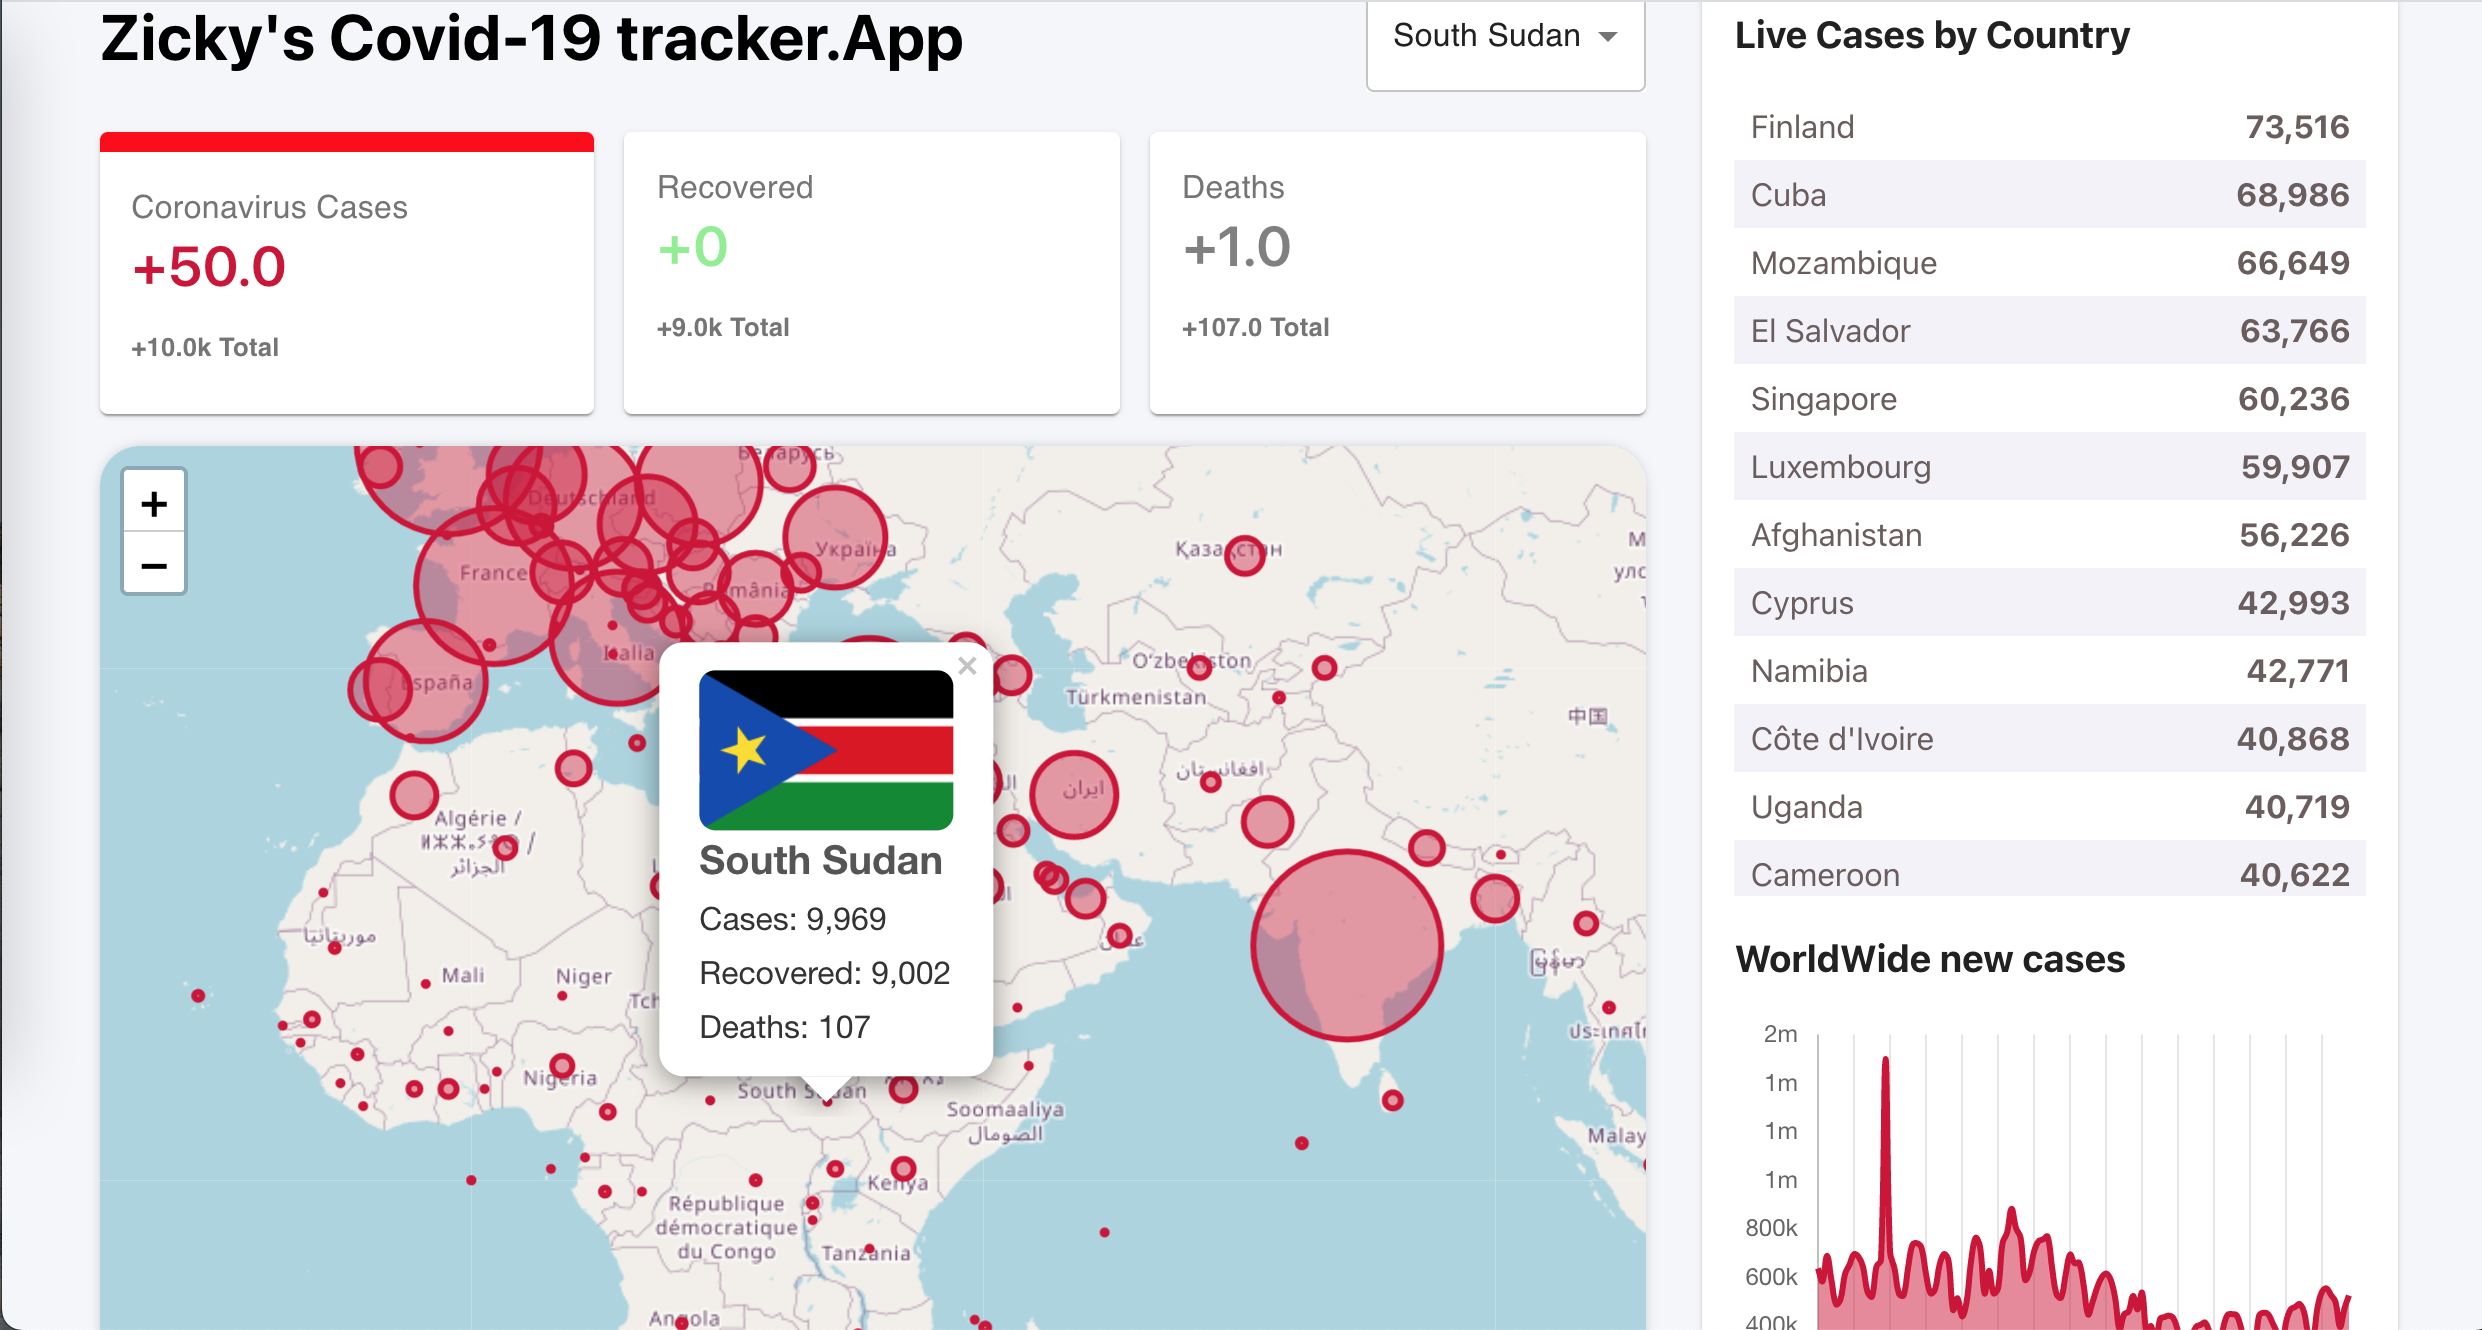 Zicky's Covid-19 tracker.App
South Sudan
Coronavirus Cases
+50.0
+10.0k Total
Recovered
+0
+9.0k Total
Deaths
+1.0
+107.0 Total
+
−
Беларусь
Deutschland
Україна
France
România
Italia
España
Қазақстан
O'zbekiston
Türkmenistan
中国
افغانستان
ایران
Algérie /
الجزائر
موريتانيا
Mali
Niger
Tch
Nigeria
South Sudan
Soomaaliya
الصومال
Kenya
République
démocratique
du Congo
Tanzania
Angola
Malay
×
South Sudan
Cases: 9,969
Recovered: 9,002
Deaths: 107
Live Cases by Country
Finland 73,516
Cuba 68,986
Mozambique 66,649
El Salvador 63,766
Singapore 60,236
Luxembourg 59,907
Afghanistan 56,226
Cyprus 42,993
Namibia 42,771
Côte d'Ivoire 40,868
Uganda 40,719
Cameroon 40,622
WorldWide new cases
2m
1m
1m
1m
800k
600k
400k